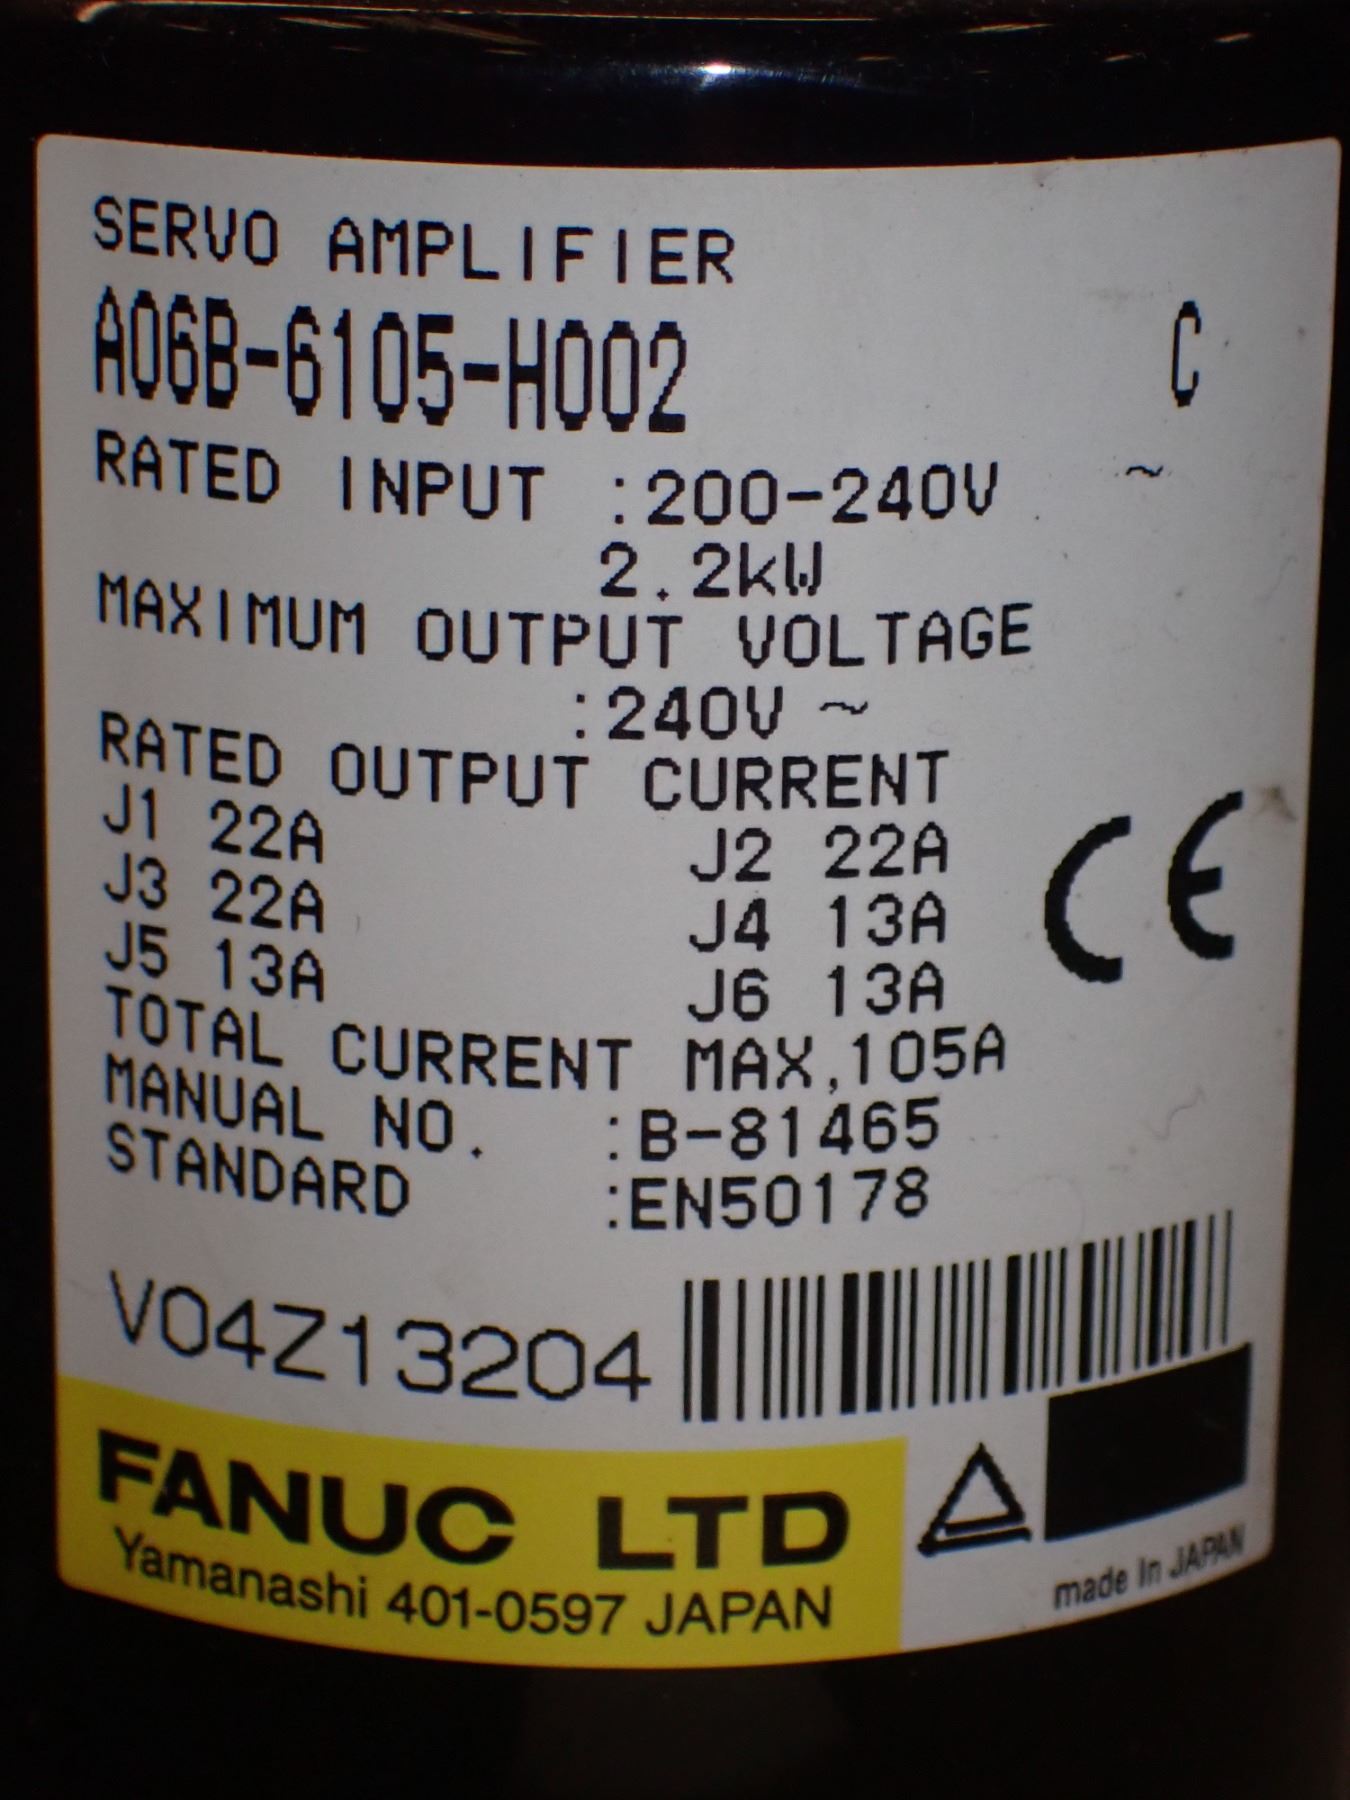 SERVO AMPLIFIER
A06B-6105-H002 C
RATED INPUT :200-240V ~
2.2kW
MAXIMUM OUTPUT VOLTAGE
:240V ~
RATED OUTPUT CURRENT
J1 22A J2 22A
J3 22A J4 13A
J5 13A J6 13A
TOTAL CURRENT MAX,105A
MANUAL NO. :B-81465
STANDARD :EN50178
CE
V04Z13204
FANUC LTD
Yamanashi 401-0597 JAPAN
made In JAPAN